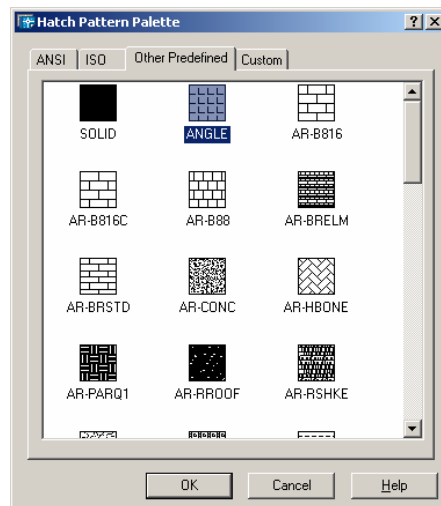 Hatch Pattern Palette
ANSI ISO Other Predefined Custom
SOLID ANGLE AR-B816
AR-B816C AR-B88 AR-BRELM
AR-BRSTD AR-CONC AR-HBONE
AR-PARQ1 AR-RROOF AR-RSHKE
OK Cancel Help